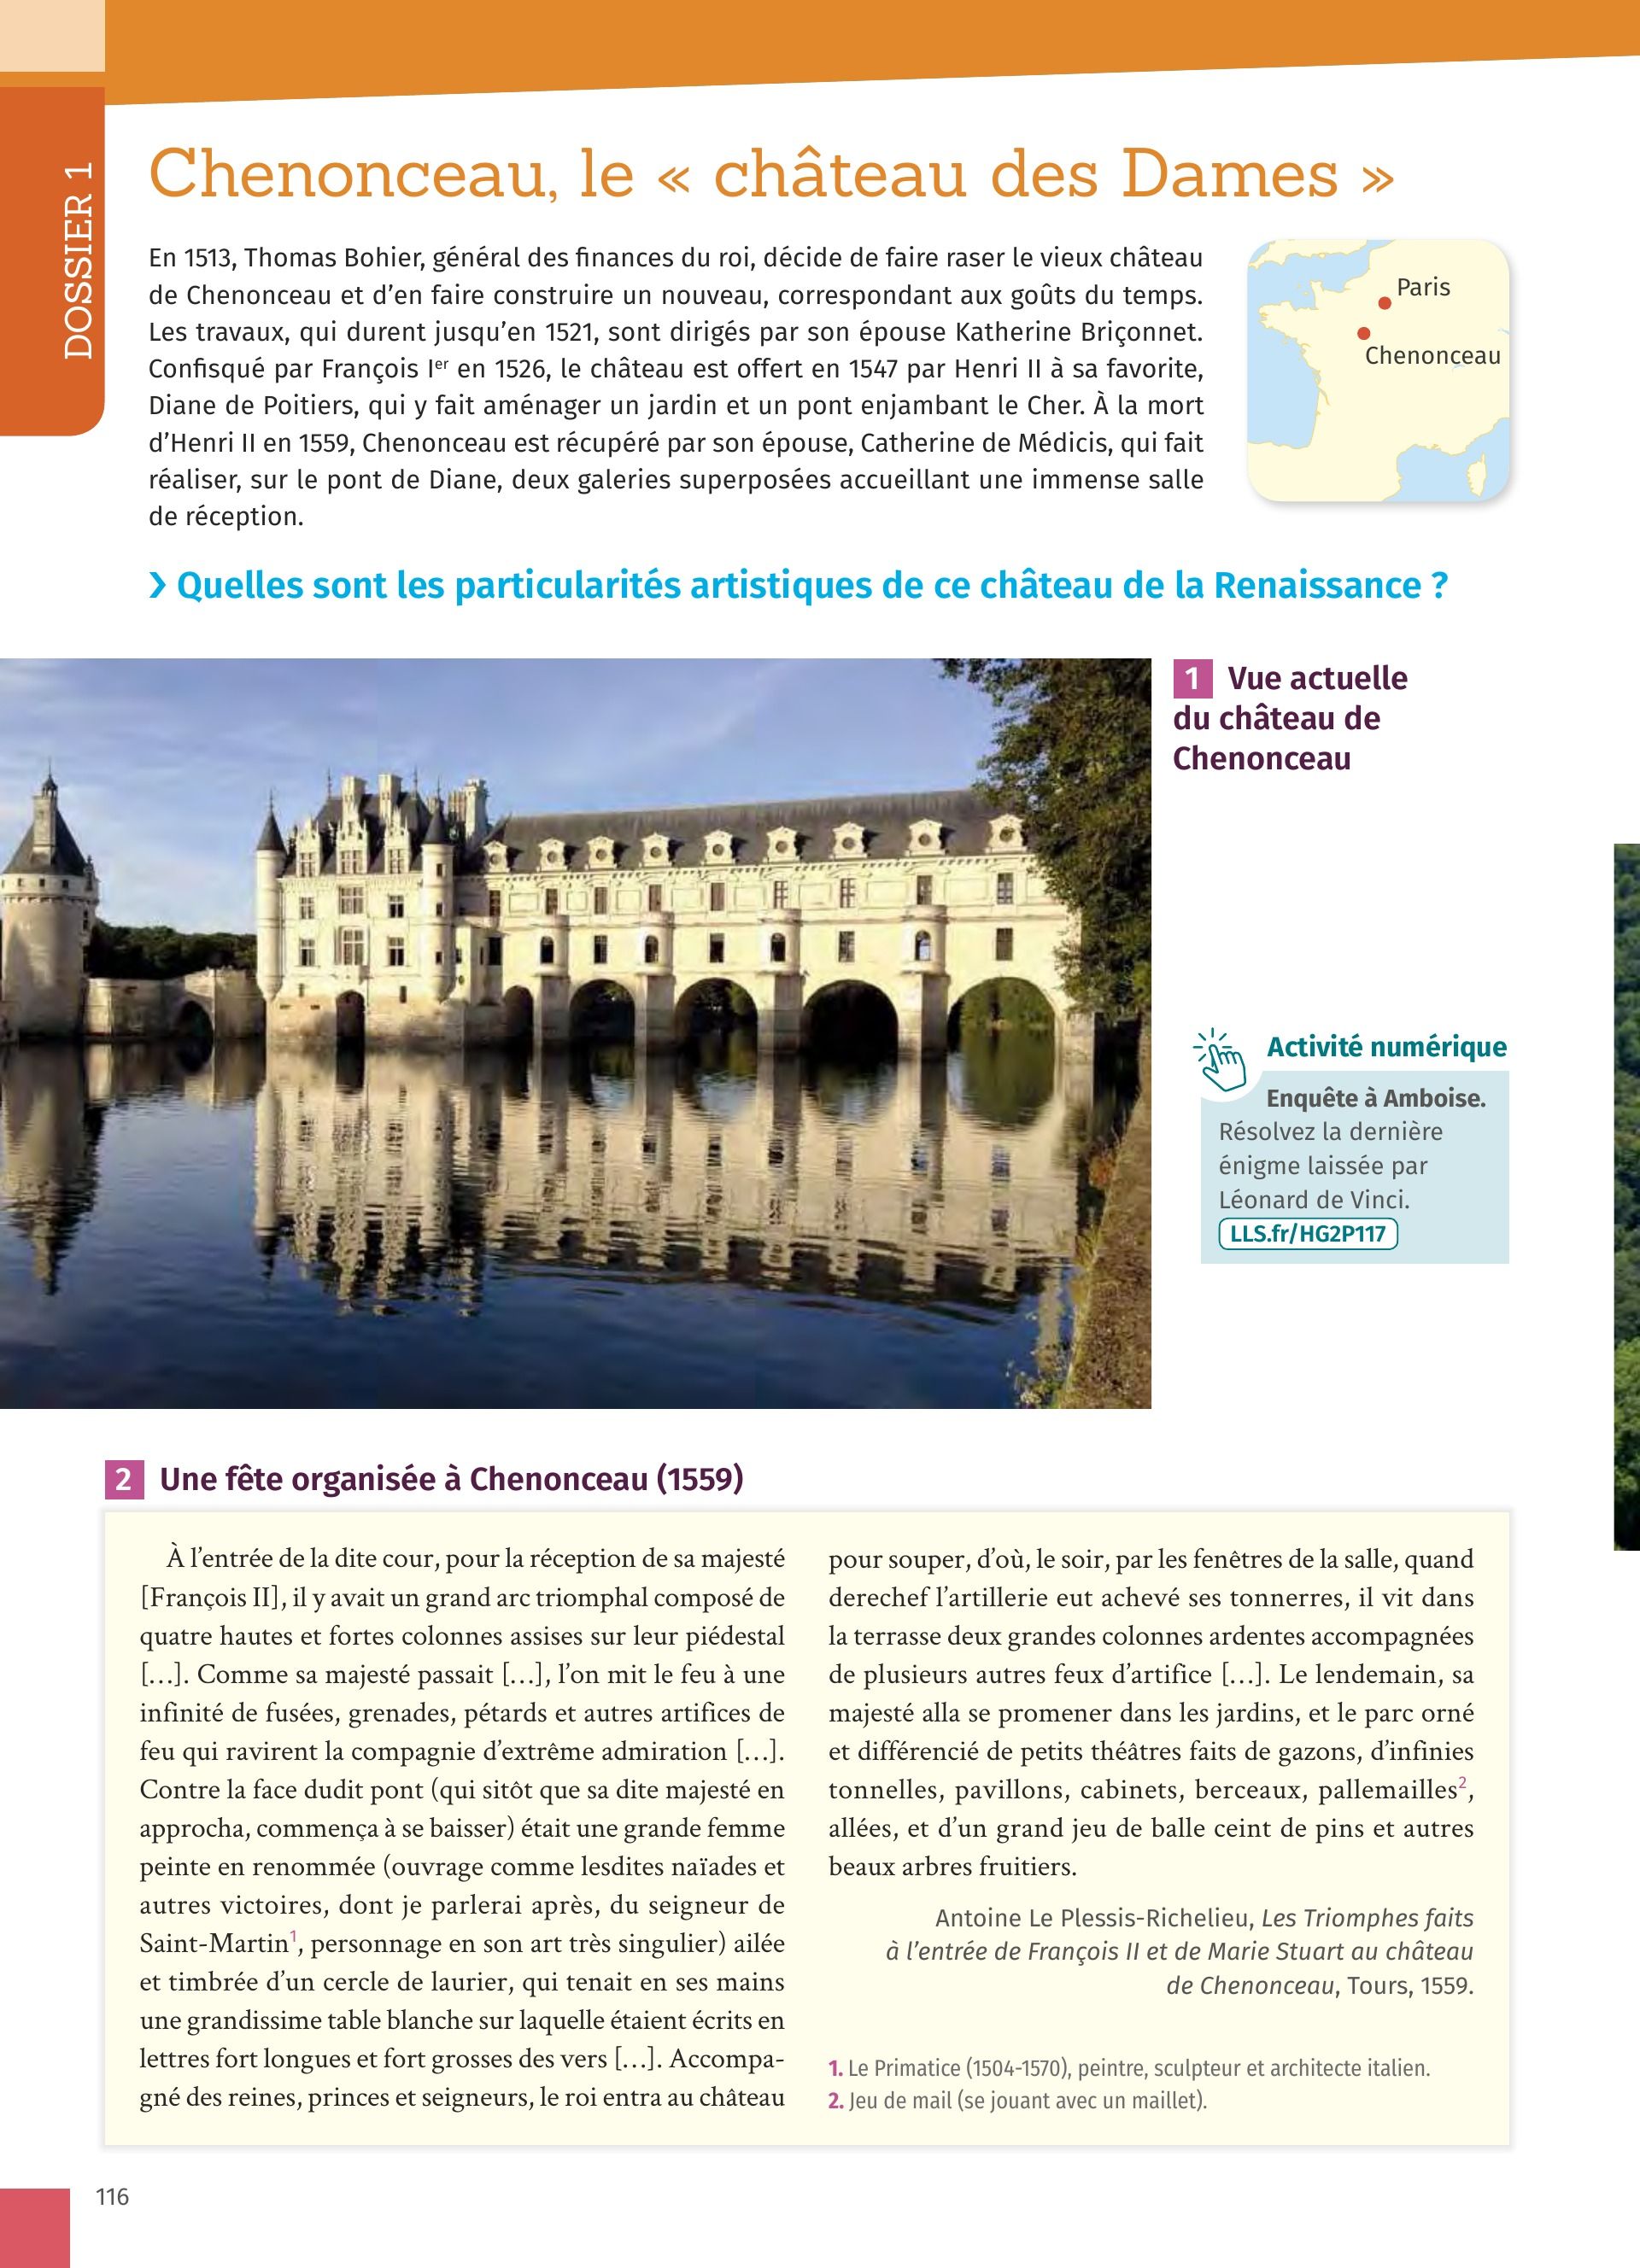 DOSSIER 1
Chenonceau, le « château des Dames »
En 1513, Thomas Bohier, général des finances du roi, décide de faire raser le vieux château
de Chenonceau et d’en faire construire un nouveau, correspondant aux goûts du temps.
Les travaux, qui durent jusqu’en 1521, sont dirigés par son épouse Katherine Briçonnet.
Confisqué par François Iᵉʳ en 1526, le château est offert en 1547 par Henri II à sa favorite,
Diane de Poitiers, qui y fait aménager un jardin et un pont enjambant le Cher. À la mort
d’Henri II en 1559, Chenonceau est récupéré par son épouse, Catherine de Médicis, qui fait
réaliser, sur le pont de Diane, deux galeries superposées accueillant une immense salle
de réception.
Paris
Chenonceau
› Quelles sont les particularités artistiques de ce château de la Renaissance ?
1 Vue actuelle
du château de
Chenonceau
Activité numérique
Enquête à Amboise.
Résolvez la dernière
énigme laissée par
Léonard de Vinci.
LLS.fr/HG2P117
2 Une fête organisée à Chenonceau (1559)
À l’entrée de la dite cour, pour la réception de sa majesté
[François II], il y avait un grand arc triomphal composé de
quatre hautes et fortes colonnes assises sur leur piédestal
[…]. Comme sa majesté passait […], l’on mit le feu à une
infinité de fusées, grenades, pétards et autres artifices de
feu qui ravirent la compagnie d’extrême admiration […].
Contre la face dudit pont (qui sitôt que sa dite majesté en
approcha, commença à se baisser) était une grande femme
peinte en renommée (ouvrage comme lesdites naïades et
autres victoires, dont je parlerai après, du seigneur de
Saint-Martin¹, personnage en son art très singulier) ailée
et timbrée d’un cercle de laurier, qui tenait en ses mains
une grandissime table blanche sur laquelle étaient écrits en
lettres fort longues et fort grosses des vers […]. Accompa-
gné des reines, princes et seigneurs, le roi entra au château
pour souper, d’où, le soir, par les fenêtres de la salle, quand
derechef l’artillerie eut achevé ses tonnerres, il vit dans
la terrasse deux grandes colonnes ardentes accompagnées
de plusieurs autres feux d’artifice […]. Le lendemain, sa
majesté alla se promener dans les jardins, et le parc orné
et différencié de petits théâtres faits de gazons, d’infinies
tonnelles, pavillons, cabinets, berceaux, pallemailles²,
allées, et d’un grand jeu de balle ceint de pins et autres
beaux arbres fruitiers.
Antoine Le Plessis-Richelieu, Les Triomphes faits
à l’entrée de François II et de Marie Stuart au château
de Chenonceau, Tours, 1559.
1. Le Primatice (1504-1570), peintre, sculpteur et architecte italien.
2. Jeu de mail (se jouant avec un maillet).
116